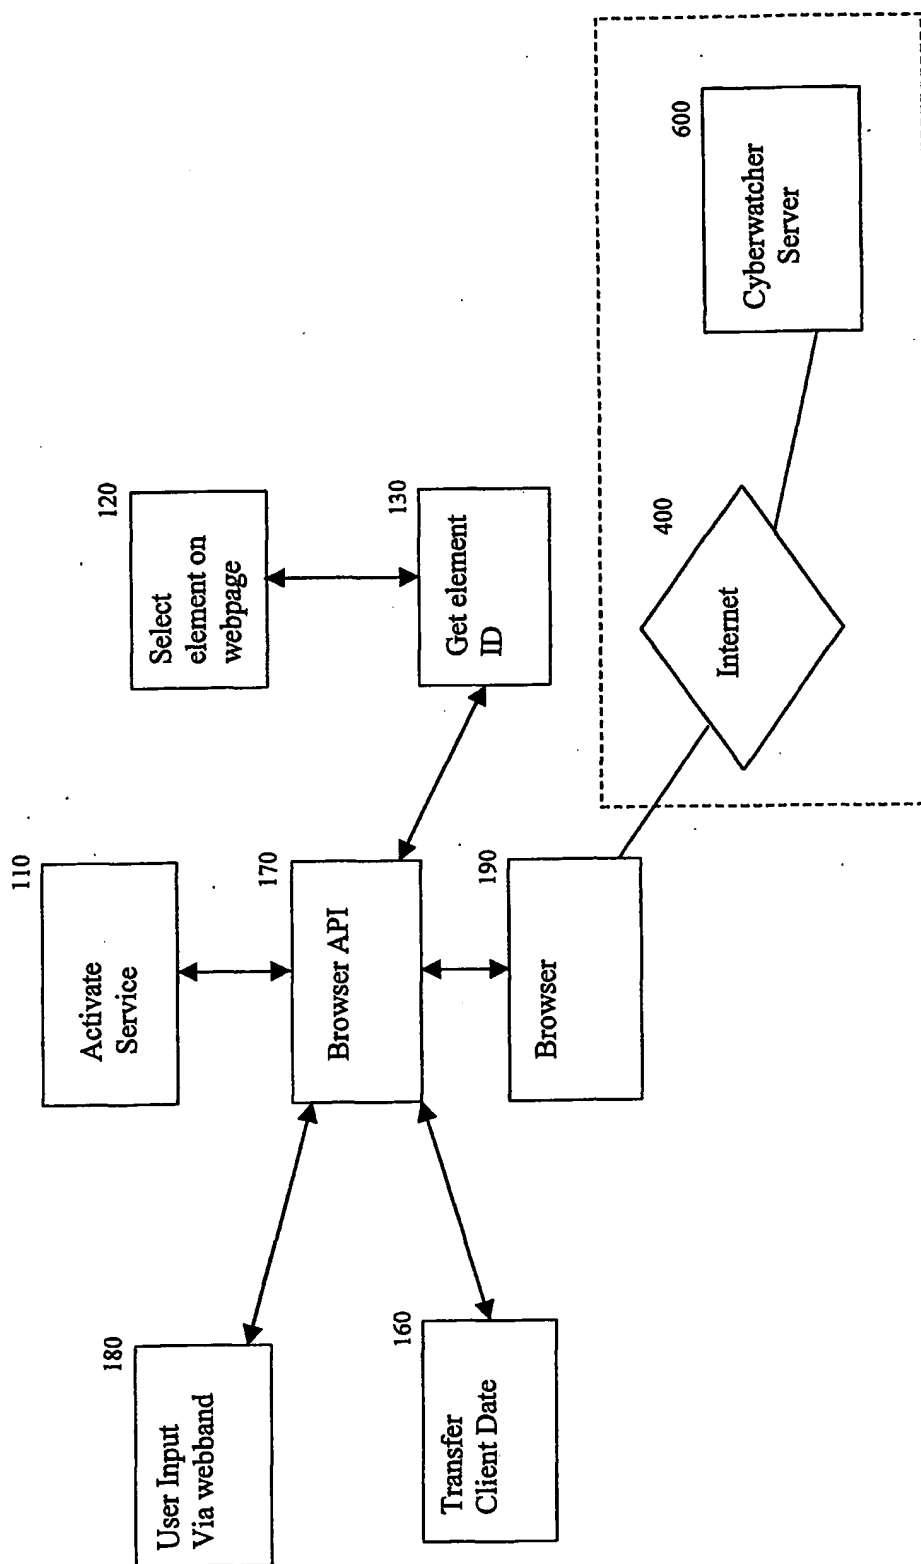 110
Activate
Service
180
User Input
Via webband
170
Browser API
120
Select
element on
webpage
130
Get element
ID
160
Transfer
Client Date
190
Browser
400
Internet
600
Cyberwatcher
Server